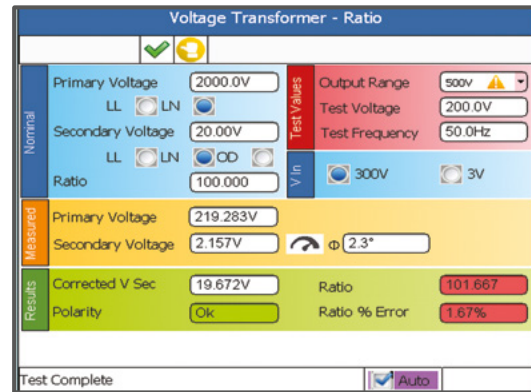 Voltage Transformer - Ratio
Nominal
Primary Voltage 2000.0V
LL LN
Secondary Voltage 20.00V
LL LN OD
Ratio 100.000
Test Values
Output Range 500V
Test Voltage 200.0V
Test Frequency 50.0Hz
V In
300V 3V
Measured
Primary Voltage 219.283V
Secondary Voltage 2.157V Φ 2.3°
Results
Corrected V Sec 19.672V Ratio 101.667
Polarity Ok Ratio % Error 1.67%
Test Complete Auto